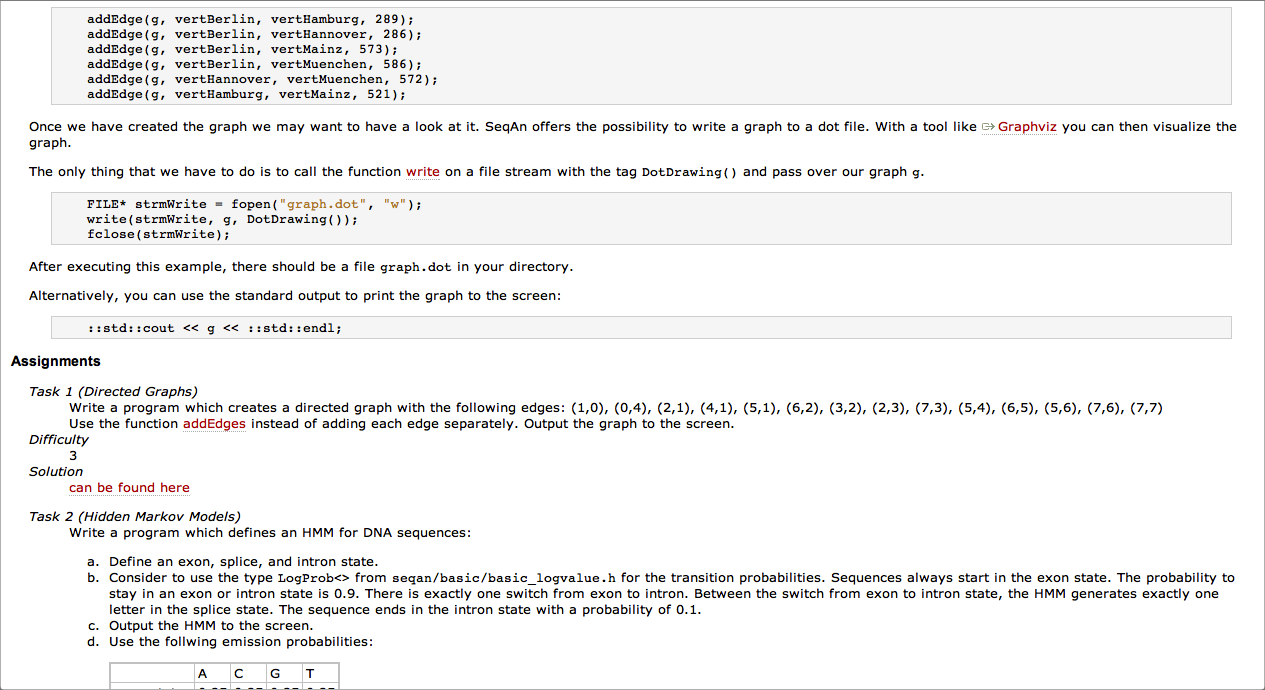 addEdge(g, vertBerlin, vertHamburg, 289);
addEdge(g, vertBerlin, vertHannover, 286);
addEdge(g, vertBerlin, vertMainz, 573);
addEdge(g, vertBerlin, vertMuenchen, 586);
addEdge(g, vertHannover, vertMuenchen, 572);
addEdge(g, vertHamburg, vertMainz, 521);
Once we have created the graph we may want to have a look at it. SeqAn offers the possibility to write a graph to a dot file. With a tool like Graphviz you can then visualize the
graph.
The only thing that we have to do is to call the function write on a file stream with the tag DotDrawing() and pass over our graph g.
FILE* strmWrite = fopen("graph.dot", "w");
write(strmWrite, g, DotDrawing());
fclose(strmWrite);
After executing this example, there should be a file graph.dot in your directory.
Alternatively, you can use the standard output to print the graph to the screen:
::std::cout << g << ::std::endl;
Assignments
Task 1 (Directed Graphs)
Write a program which creates a directed graph with the following edges: (1,0), (0,4), (2,1), (4,1), (5,1), (6,2), (3,2), (2,3), (7,3), (5,4), (6,5), (5,6), (7,6), (7,7)
Use the function addEdges instead of adding each edge separately. Output the graph to the screen.
Difficulty
3
Solution
can be found here
Task 2 (Hidden Markov Models)
Write a program which defines an HMM for DNA sequences:
a. Define an exon, splice, and intron state.
b. Consider to use the type LogProb<> from seqan/basic/basic_logvalue.h for the transition probabilities. Sequences always start in the exon state. The probability to
stay in an exon or intron state is 0.9. There is exactly one switch from exon to intron. Between the switch from exon to intron state, the HMM generates exactly one
letter in the splice state. The sequence ends in the intron state with a probability of 0.1.
c. Output the HMM to the screen.
d. Use the follwing emission probabilities:
A C G T